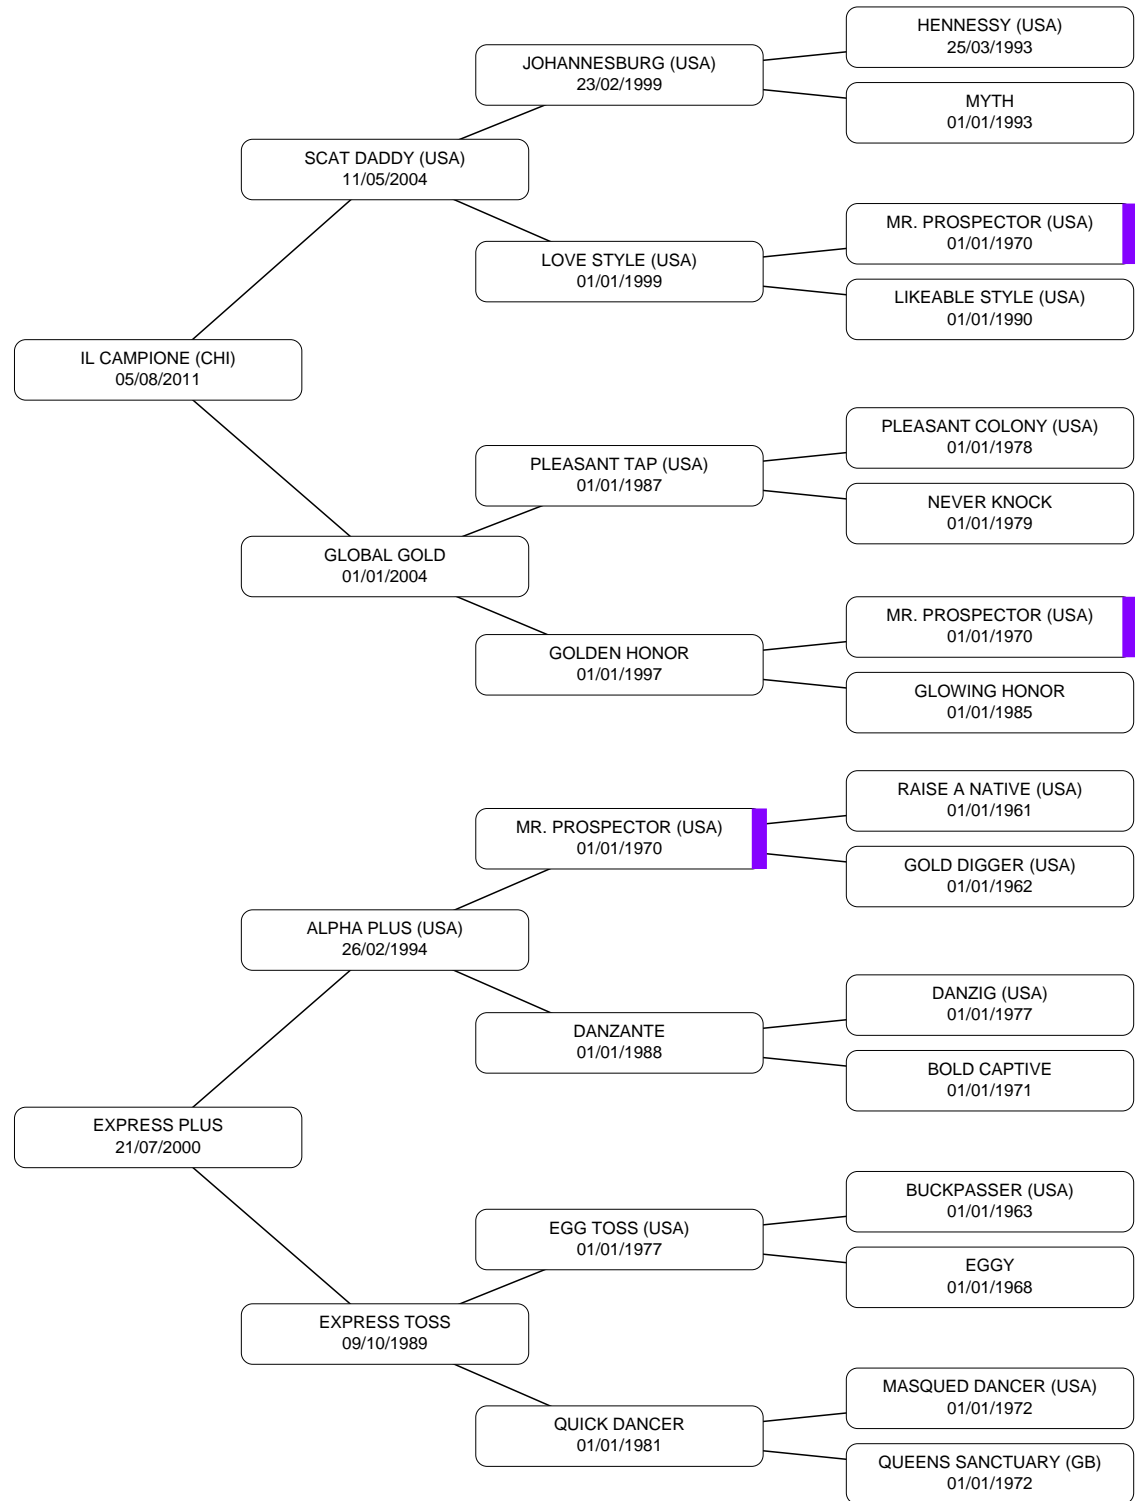 HENNESSY (USA)
25/03/1993
JOHANNESBURG (USA)
23/02/1999
MYTH
01/01/1993
SCAT DADDY (USA)
11/05/2004
MR. PROSPECTOR (USA)
01/01/1970
LOVE STYLE (USA)
01/01/1999
LIKEABLE STYLE (USA)
01/01/1990
IL CAMPIONE (CHI)
05/08/2011
PLEASANT COLONY (USA)
01/01/1978
PLEASANT TAP (USA)
01/01/1987
NEVER KNOCK
01/01/1979
GLOBAL GOLD
01/01/2004
MR. PROSPECTOR (USA)
01/01/1970
GOLDEN HONOR
01/01/1997
GLOWING HONOR
01/01/1985
RAISE A NATIVE (USA)
01/01/1961
MR. PROSPECTOR (USA)
01/01/1970
GOLD DIGGER (USA)
01/01/1962
ALPHA PLUS (USA)
26/02/1994
DANZIG (USA)
01/01/1977
DANZANTE
01/01/1988
BOLD CAPTIVE
01/01/1971
EXPRESS PLUS
21/07/2000
BUCKPASSER (USA)
01/01/1963
EGG TOSS (USA)
01/01/1977
EGGY
01/01/1968
EXPRESS TOSS
09/10/1989
MASQUED DANCER (USA)
01/01/1972
QUICK DANCER
01/01/1981
QUEENS SANCTUARY (GB)
01/01/1972